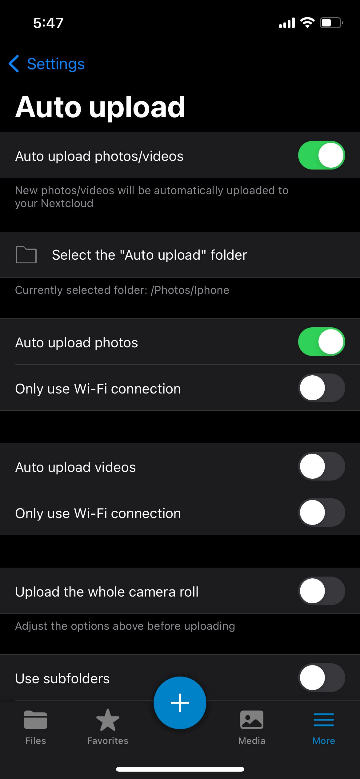 5:47
Settings
Auto upload
Auto upload photos/videos
New photos/videos will be automatically uploaded to
your Nextcloud
Select the "Auto upload" folder
Currently selected folder: /Photos/Iphone
Auto upload photos
Only use Wi-Fi connection
Auto upload videos
Only use Wi-Fi connection
Upload the whole camera roll
Adjust the options above before uploading
Use subfolders
Files
Favorites
Media
More